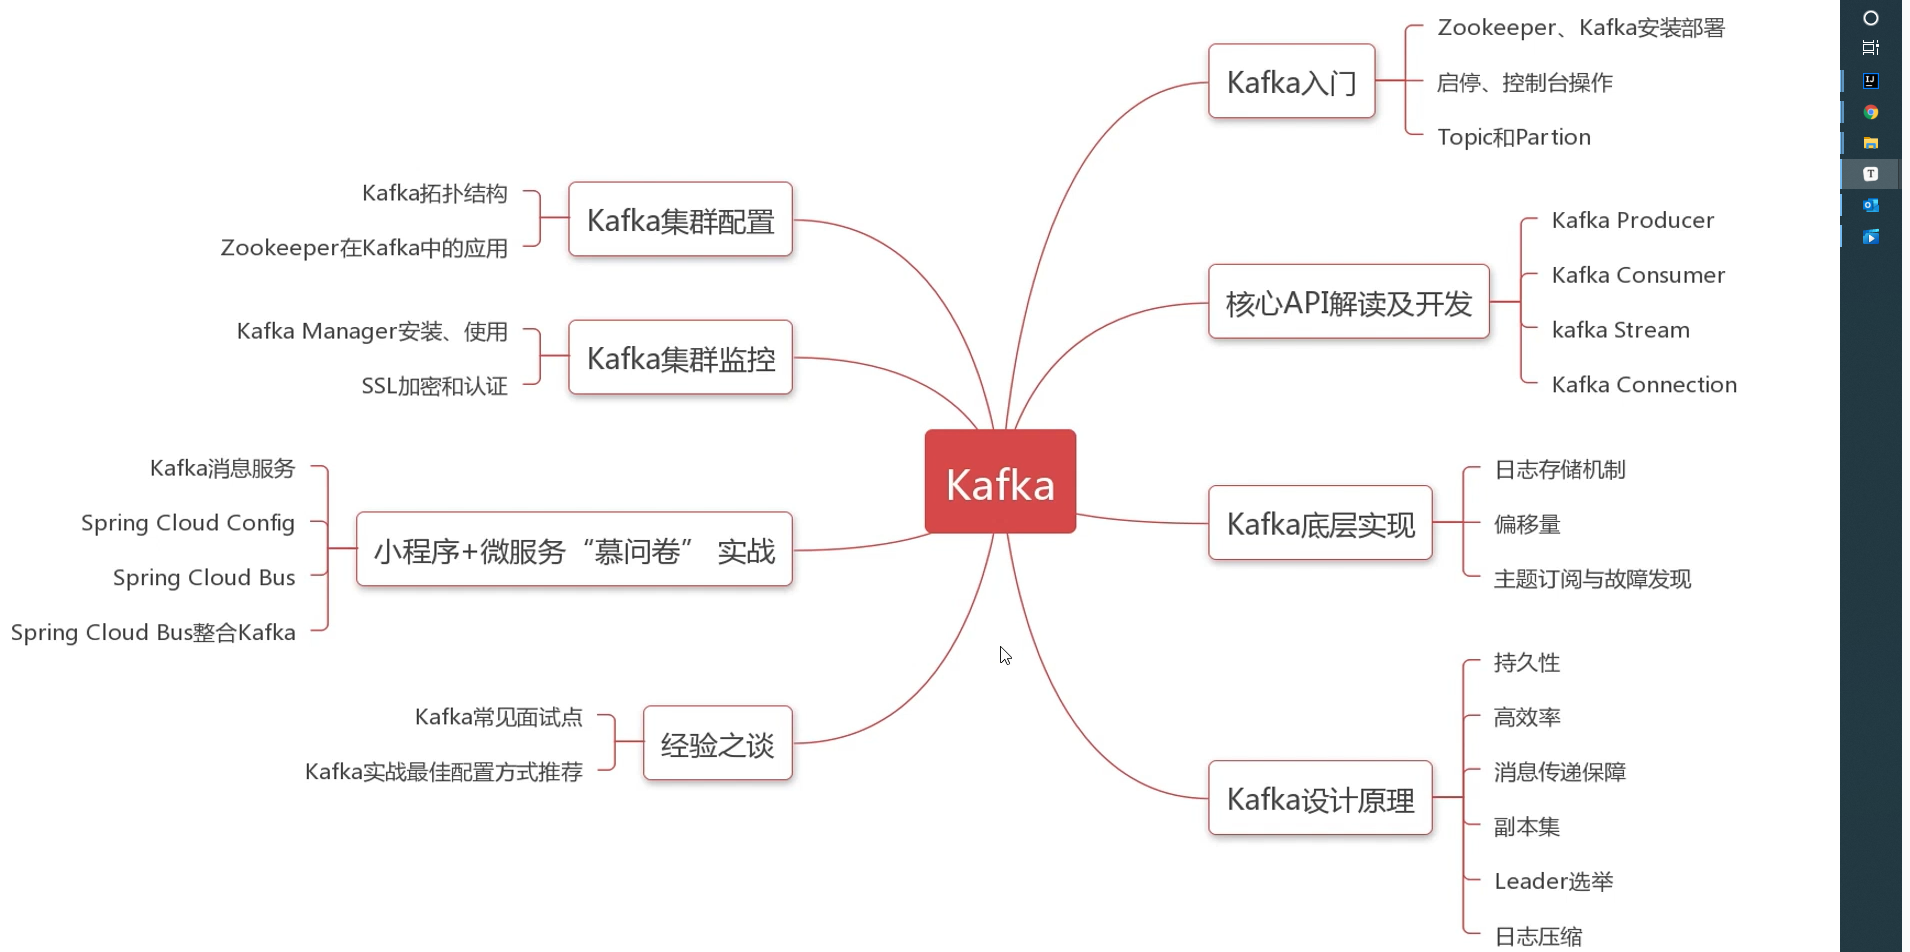 Kafka
Kafka入门
Zookeeper、Kafka安装部署
启停、控制台操作
Topic和Partion
核心API解读及开发
Kafka Producer
Kafka Consumer
kafka Stream
Kafka Connection
Kafka底层实现
日志存储机制
偏移量
主题订阅与故障发现
Kafka设计原理
持久性
高效率
消息传递保障
副本集
Leader选举
日志压缩
Kafka集群配置
Kafka拓扑结构
Zookeeper在Kafka中的应用
Kafka集群监控
Kafka Manager安装、使用
SSL加密和认证
小程序+微服务“慕问卷” 实战
Kafka消息服务
Spring Cloud Config
Spring Cloud Bus
Spring Cloud Bus整合Kafka
经验之谈
Kafka常见面试点
Kafka实战最佳配置方式推荐